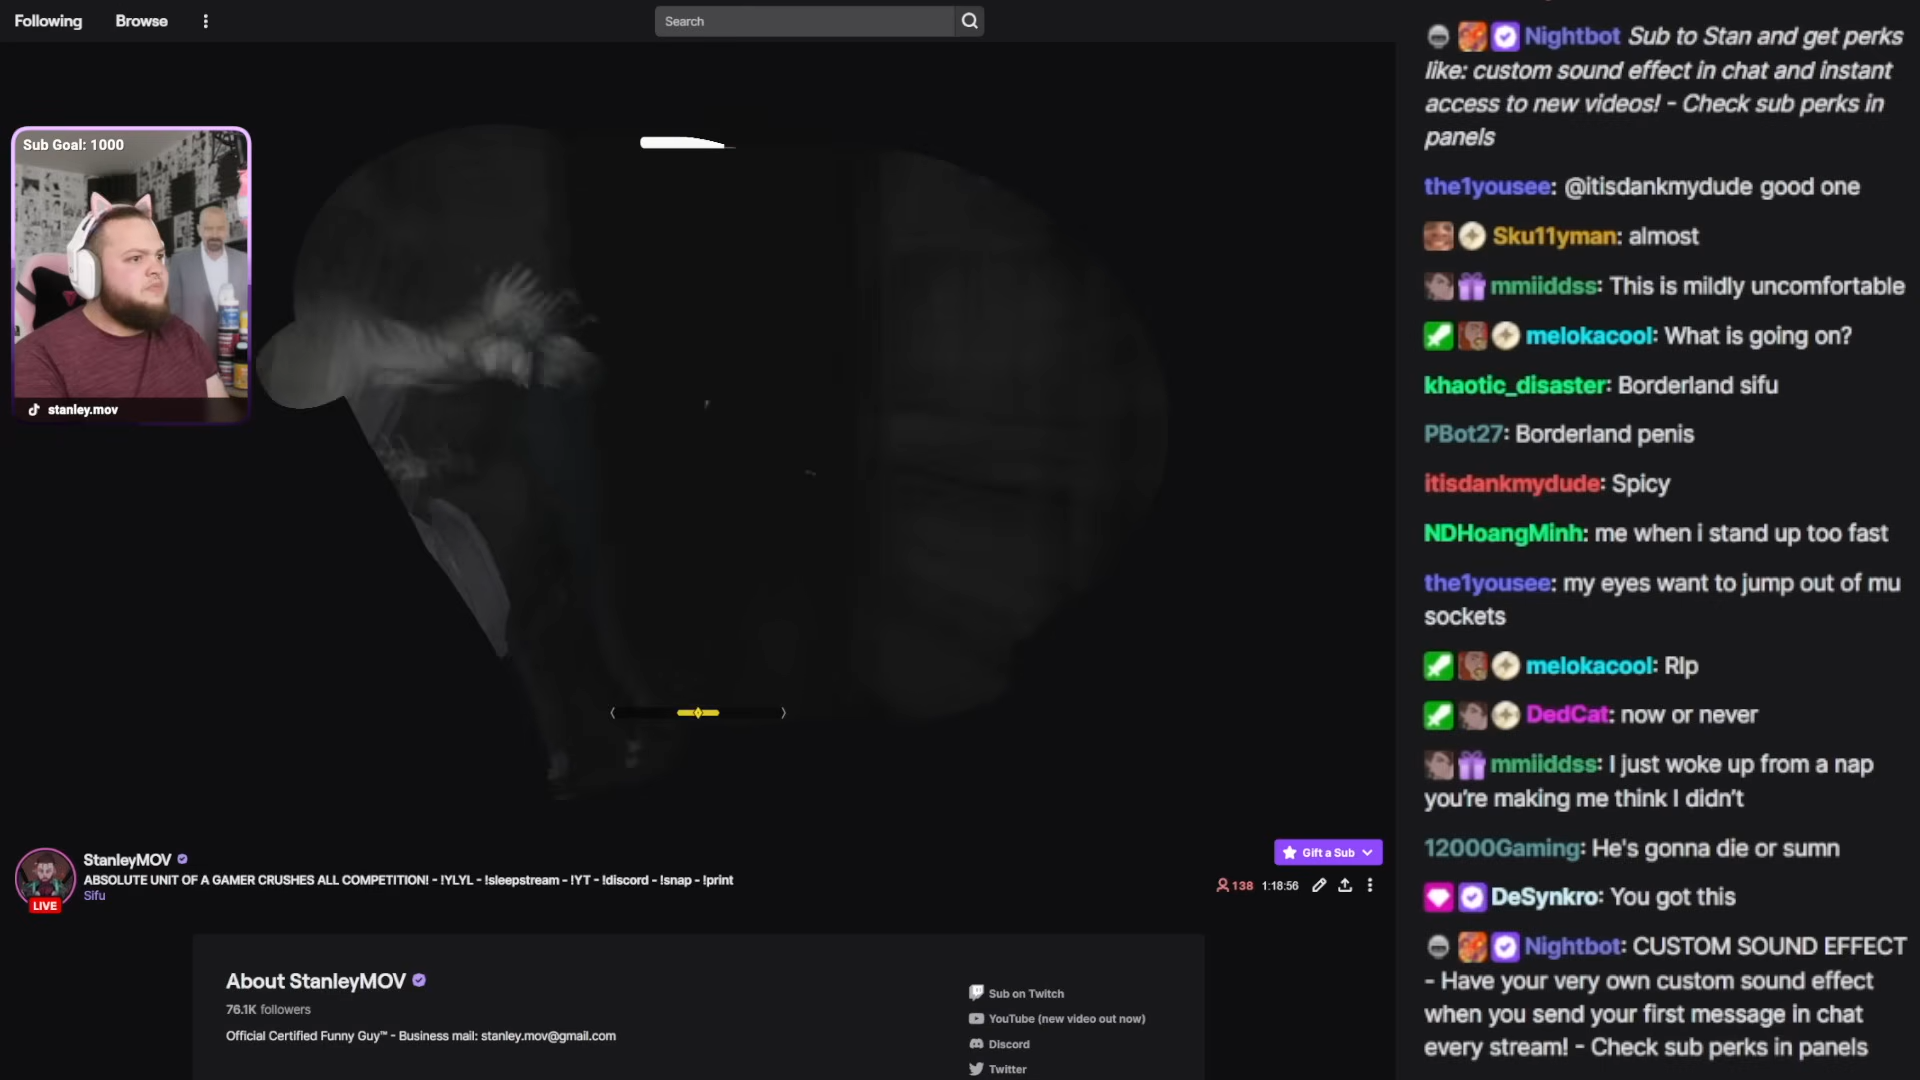 Following
Browse
Search
Sub Goal: 1000
stanley.mov
StanleyMOV
ABSOLUTE UNIT OF A GAMER CRUSHES ALL COMPETITION! - !YLYL - !sleepstream - !YT - !discord - !snap - !print
Sifu
LIVE
Gift a Sub
138
1:18:56
About StanleyMOV
76.1K followers
Official Certified Funny Guy™ - Business mail: stanley.mov@gmail.com
Sub on Twitch
YouTube (new video out now)
Discord
Twitter
Nightbot Sub to Stan and get perks
like: custom sound effect in chat and instant
access to new videos! - Check sub perks in
panels
the1yousee: @itisdankmydude good one
Sku11yman: almost
mmiiddss: This is mildly uncomfortable
melokacool: What is going on?
khaotic_disaster: Borderland sifu
PBot27: Borderland penis
itisdankmydude: Spicy
NDHoangMinh: me when i stand up too fast
the1yousee: my eyes want to jump out of mu
sockets
melokacool: RIp
DedCat: now or never
mmiiddss: I just woke up from a nap
you’re making me think I didn’t
12000Gaming: He's gonna die or sumn
DeSynkro: You got this
Nightbot: CUSTOM SOUND EFFECT
- Have your very own custom sound effect
when you send your first message in chat
every stream! - Check sub perks in panels